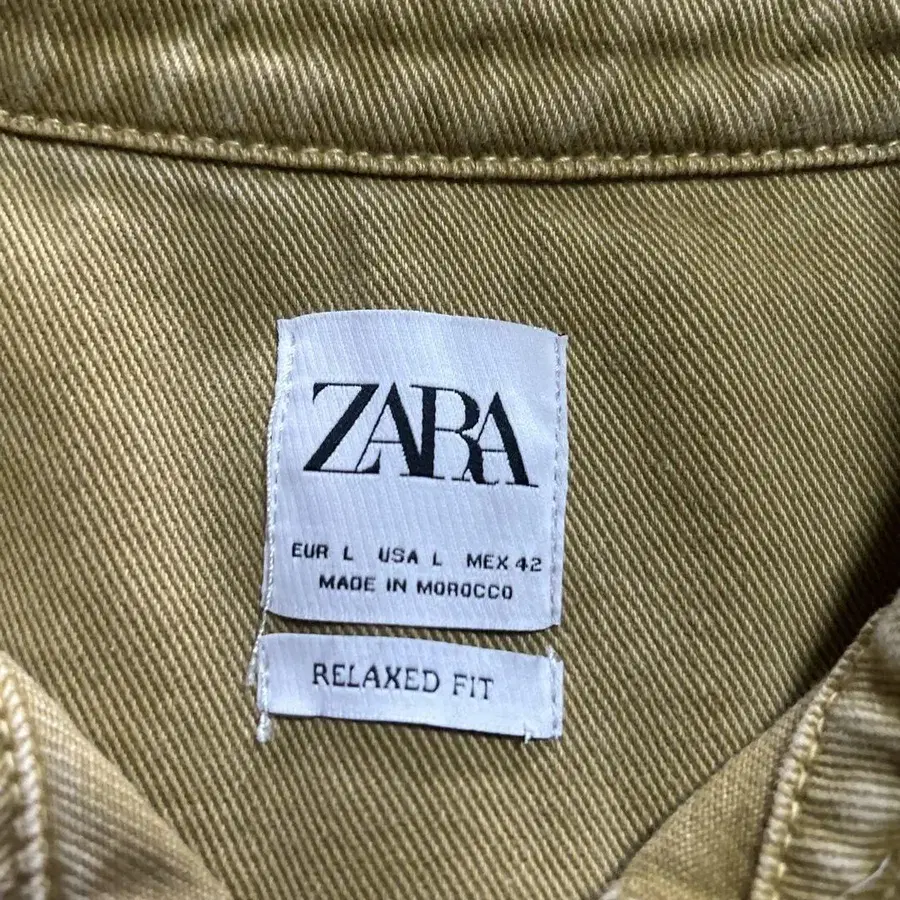 ZARA
EUR L USA L MEX 42
MADE IN MOROCCO
RELAXED FIT